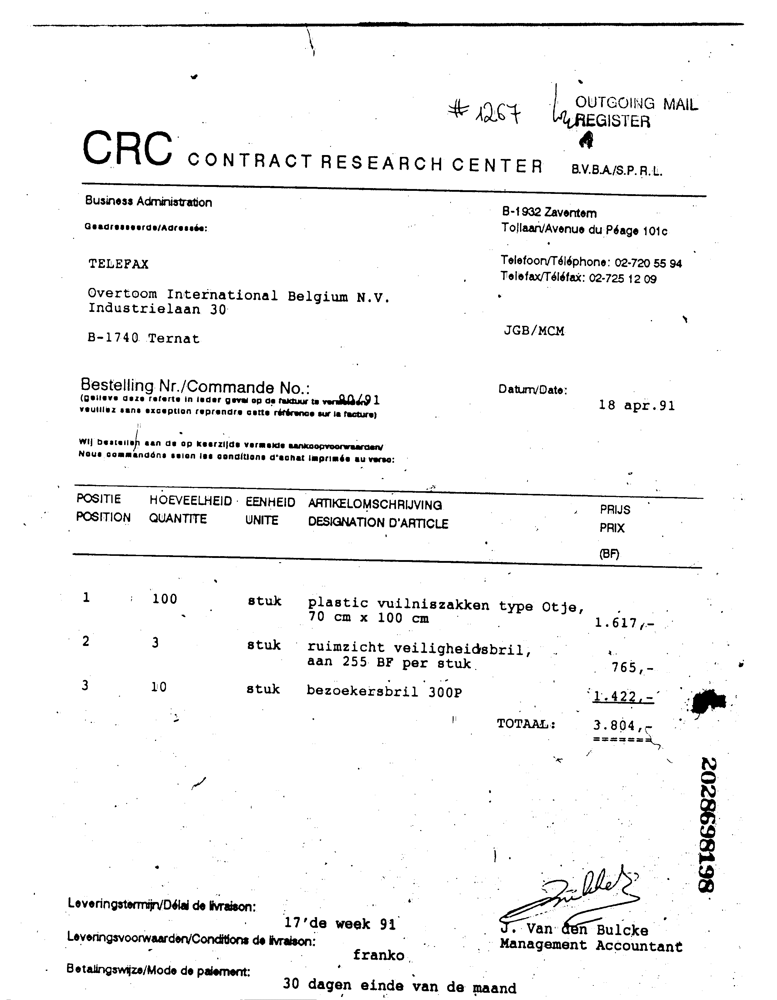 # 1267
OUTGOING MAIL
REGISTER
CRC CONTRACT RESEARCH CENTER B.V.B.A./S.P.R.L.
Business Administration
Geadresseerde/Adressée:
B-1932 Zaventem
Tollaan/Avenue du Péage 101c
TELEFAX
Telefoon/Téléphone: 02-720 55 94
Telefax/Téléfax: 02-725 12 09
Overtoom International Belgium N.V.
Industrielaan 30
B-1740 Ternat
JGB/MCM
Bestelling Nr./Commande No.:
(gelieve deze referte in ieder geval op de faktuur te 90/91
veuillez sans exception reprendre cette référence sur la facture)
Datum/Date:
18 apr.91
Wij bestellen aan de op keerzijde vermelde aankoopvoorwaarden/
Nous commandóns selon les conditions d'achat imprimée au verso:
POSITIE HOEVEELHEID EENHEID ARTIKELOMSCHRIJVING PRIJS
POSITION QUANTITE UNITE DESIGNATION D'ARTICLE PRIX
(BF)
1 100 stuk plastic vuilniszakken type Otje,
70 cm x 100 cm 1.617,-
2 3 stuk ruimzicht veiligheidsbril,
aan 255 BF per stuk 765,-
3 10 stuk bezoekersbril 300P 1.422,-
TOTAAL: 3.804,-
=======
2028698198
Leveringstermijn/Délai de livraison:
17'de week 91
J. Van den Bulcke
Management Accountant
Leveringsvoorwaarden/Conditions de livraison:
franko
Betalingswijze/Mode de paiement:
30 dagen einde van de maand